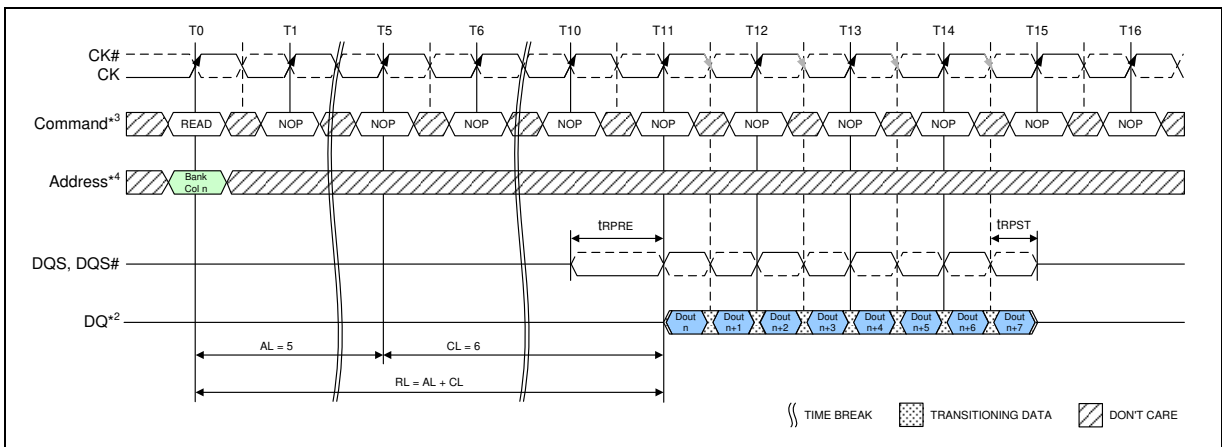 T0 T1 T5 T6 T10 T11 T12 T13 T14 T15 T16
CK#
CK
Command*3 READ NOP NOP NOP NOP NOP NOP NOP NOP NOP NOP
Address*4 Bank
Col n
tRPRE tRPST
DQS, DQS#
DQ*2 Dout n Dout n+1 Dout n+2 Dout n+3 Dout n+4 Dout n+5 Dout n+6 Dout n+7
AL = 5 CL = 6
RL = AL + CL
TIME BREAK TRANSITIONING DATA DON'T CARE